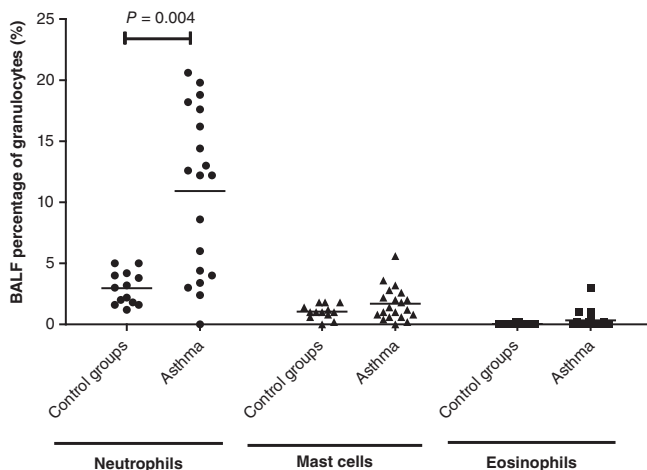 BALF percentage of granulocytes (%)
25
20
15
10
5
0
P = 0.004
Control groups
Asthma
Control groups
Asthma
Control groups
Asthma
Neutrophils
Mast cells
Eosinophils